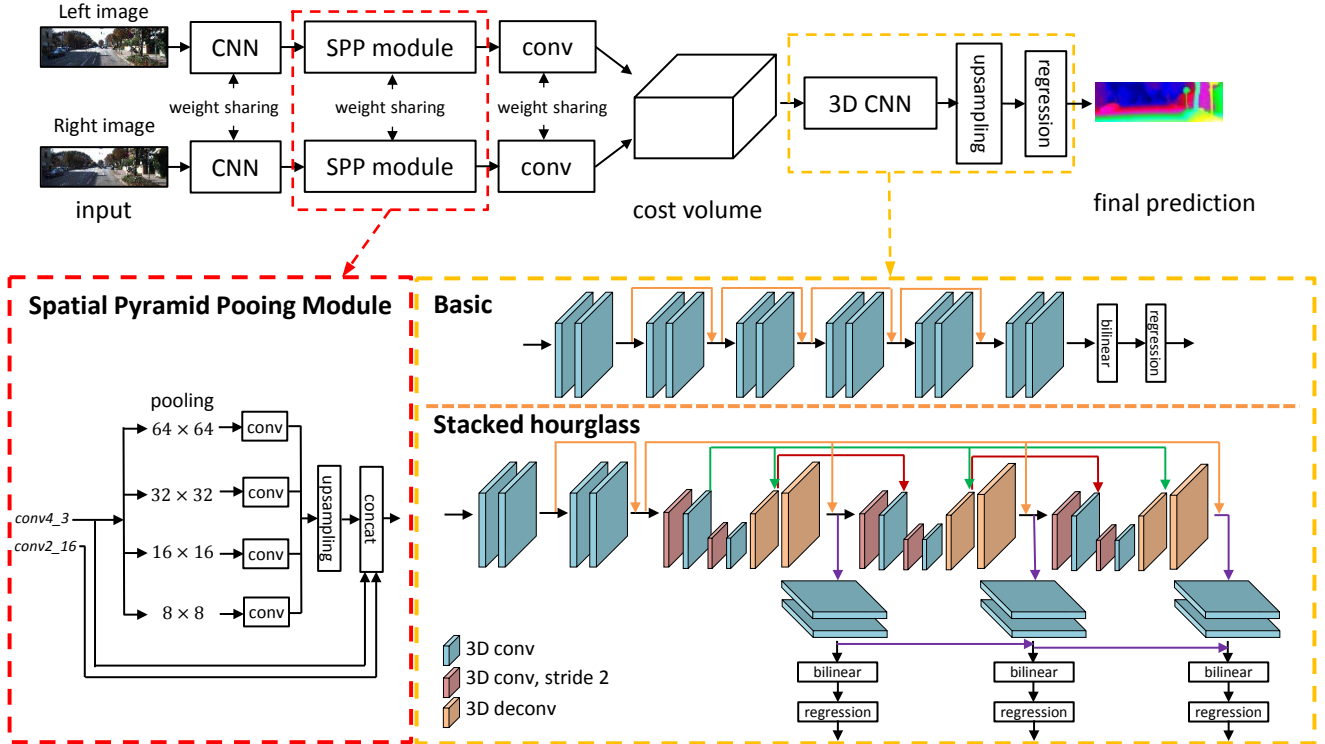 Left image
CNN
SPP module
conv
weight sharing
weight sharing
weight sharing
Right image
CNN
SPP module
conv
3D CNN
upsampling
regression
input
cost volume
final prediction
Spatial Pyramid Pooing Module
pooling
64 × 64
conv
32 × 32
conv
16 × 16
conv
8 × 8
conv
conv4_3
conv2_16
upsampling
concat
Basic
bilinear
regression
Stacked hourglass
3D conv
3D conv, stride 2
3D deconv
bilinear
bilinear
bilinear
regression
regression
regression